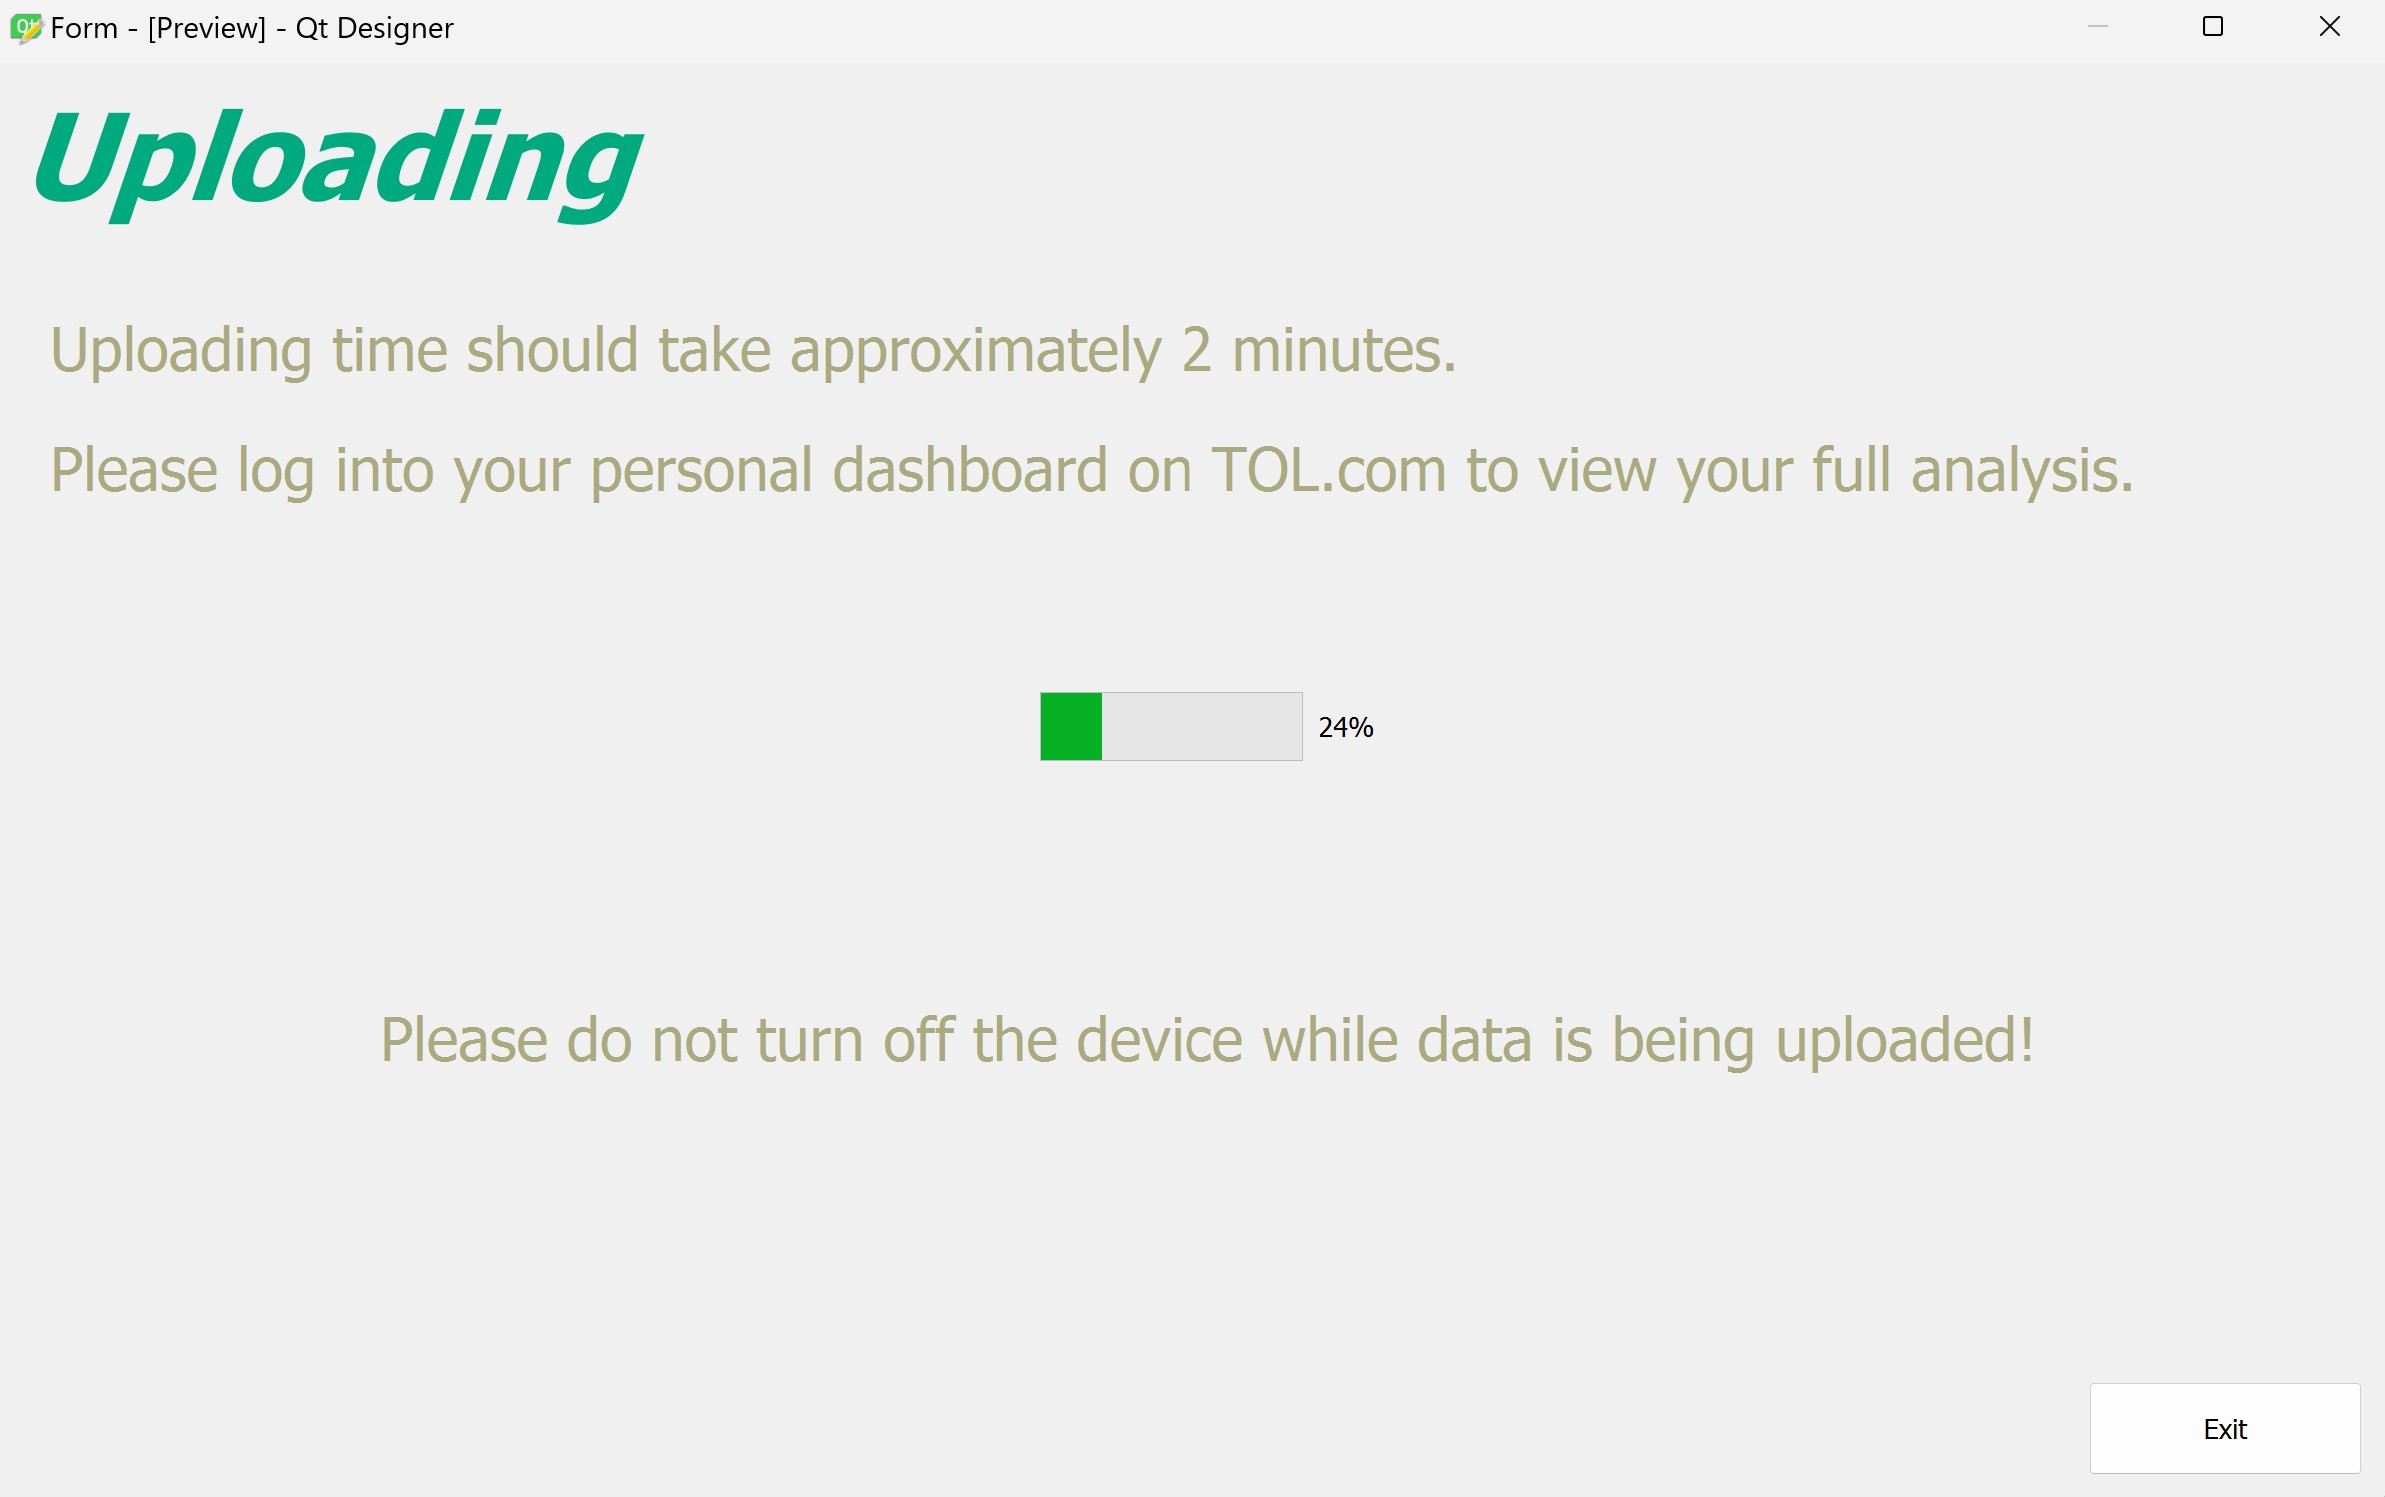 Form - [Preview] - Qt Designer
Uploading
Uploading time should take approximately 2 minutes.
Please log into your personal dashboard on TOL.com to view your full analysis.
24%
Please do not turn off the device while data is being uploaded!
Exit